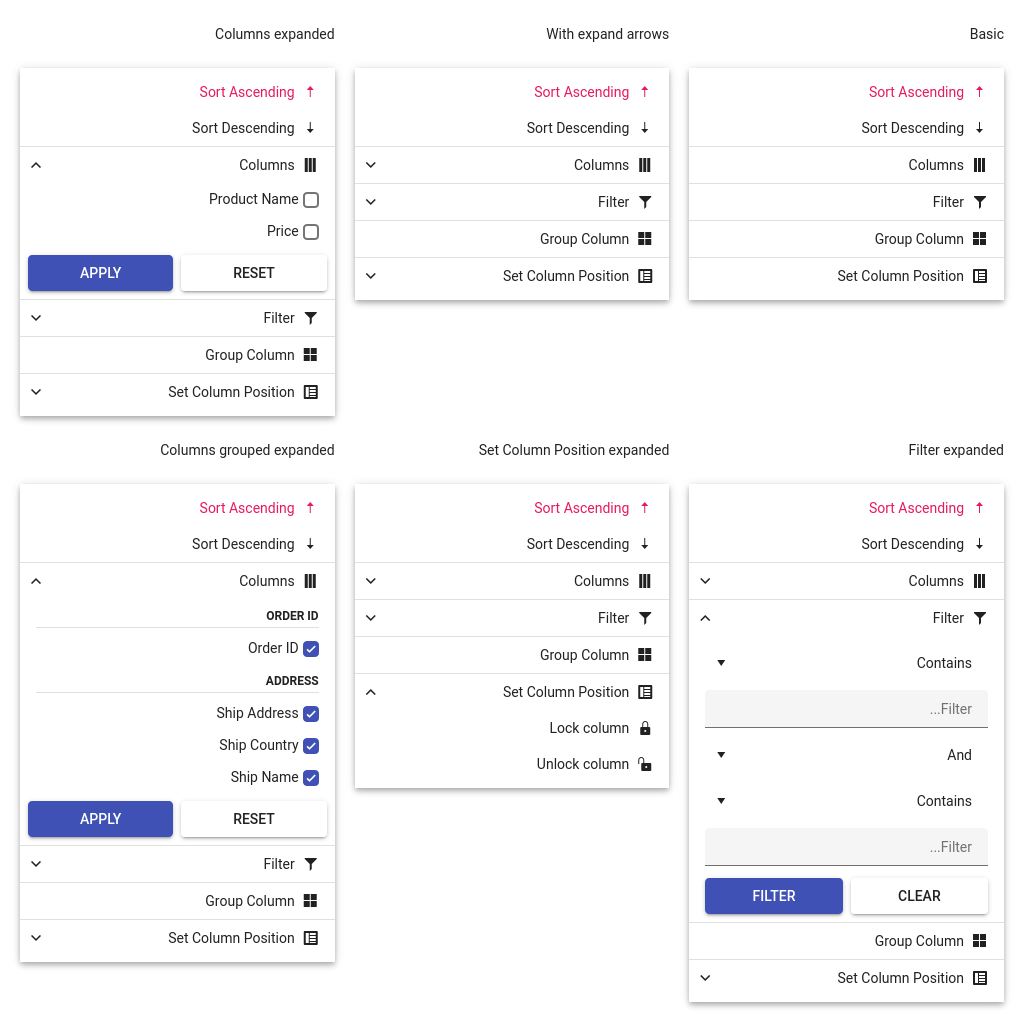 Basic
Sort Ascending
Sort Descending
Columns
Filter
Group Column
Set Column Position
With expand arrows
Sort Ascending
Sort Descending
Columns
Filter
Group Column
Set Column Position
Columns expanded
Sort Ascending
Sort Descending
Columns
Product Name
Price
APPLY RESET
Filter
Group Column
Set Column Position
Filter expanded
Sort Ascending
Sort Descending
Columns
Filter
Contains
...Filter
And
Contains
...Filter
FILTER CLEAR
Group Column
Set Column Position
Set Column Position expanded
Sort Ascending
Sort Descending
Columns
Filter
Group Column
Set Column Position
Lock column
Unlock column
Columns grouped expanded
Sort Ascending
Sort Descending
Columns
ORDER ID
Order ID
ADDRESS
Ship Address
Ship Country
Ship Name
APPLY RESET
Filter
Group Column
Set Column Position